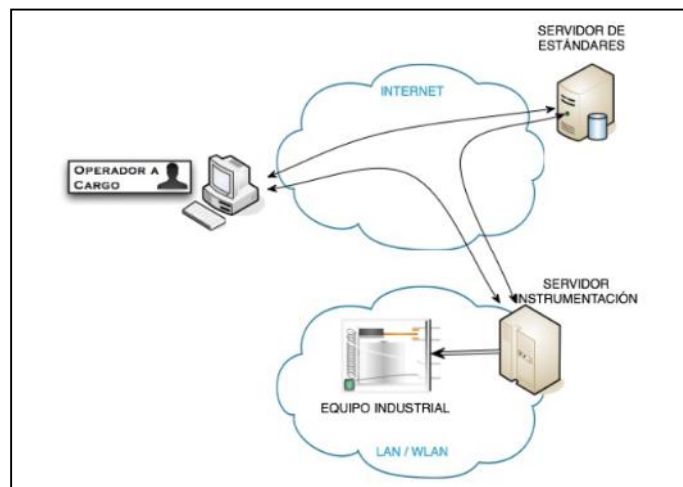 SERVIDOR DE
ESTÁNDARES
INTERNET
OPERADOR A
CARGO
SERVIDOR
INSTRUMENTACIÓN
EQUIPO INDUSTRIAL
LAN / WLAN